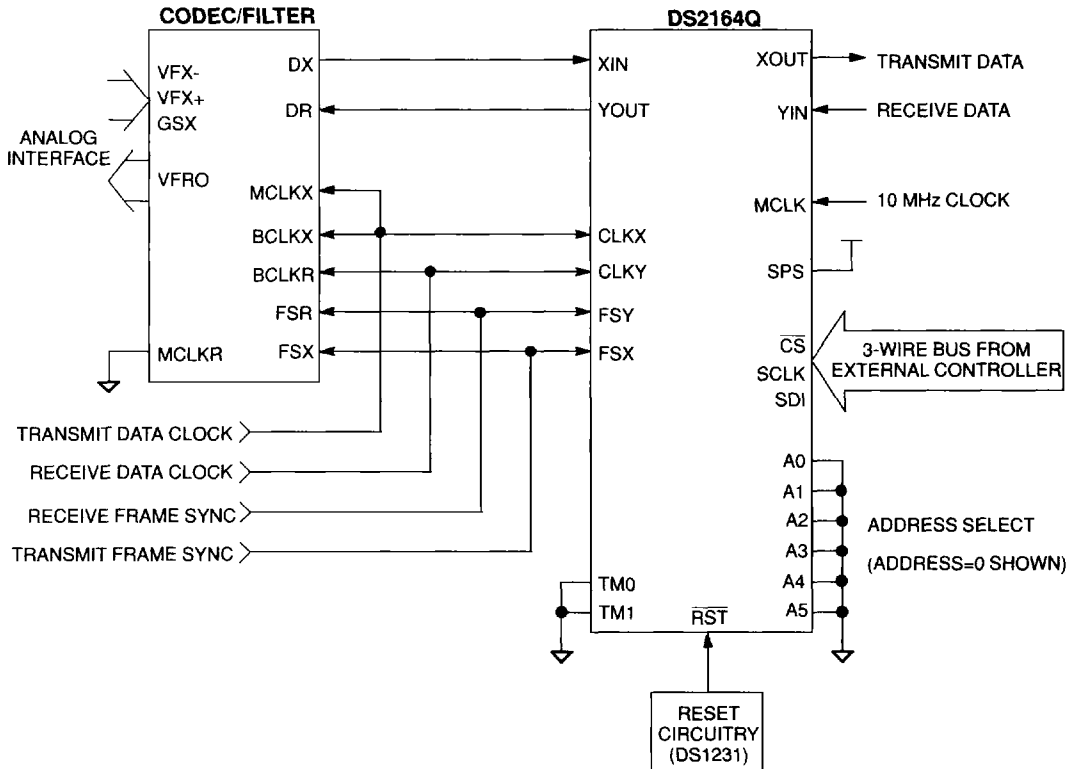 CODEC/FILTER
VFX-
VFX+
GSX
ANALOG
INTERFACE
VFRO
MCLKR
DX
DR
MCLKX
BCLKX
BCLKR
FSR
FSX
TRANSMIT DATA CLOCK
RECEIVE DATA CLOCK
RECEIVE FRAME SYNC
TRANSMIT FRAME SYNC
DS2164Q
XIN
YOUT
CLKX
CLKY
FSY
FSX
TM0
TM1
RST
XOUT
YIN
MCLK
SPS
CS
SCLK
SDI
A0
A1
A2
A3
A4
A5
TRANSMIT DATA
RECEIVE DATA
10 MHz CLOCK
3-WIRE BUS FROM
EXTERNAL CONTROLLER
ADDRESS SELECT
(ADDRESS=0 SHOWN)
RESET
CIRCUITRY
(DS1231)